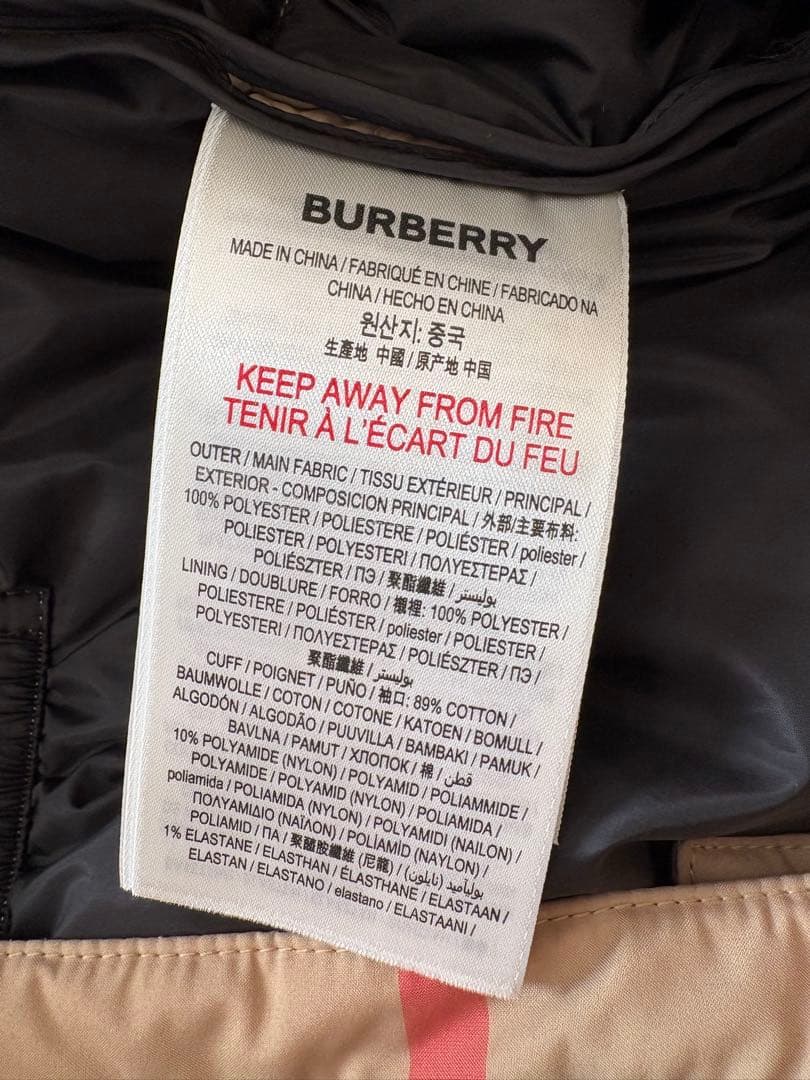 BURBERRY
MADE IN CHINA / FABRIQUÉ EN CHINE / FABRICADO NA
CHINA / HECHO EN CHINA
원산지: 중국
生產地 中國 / 原产地 中国
KEEP AWAY FROM FIRE
TENIR À L'ÉCART DU FEU
OUTER / MAIN FABRIC / TISSU EXTÉRIEUR / PRINCIPAL /
EXTERIOR - COMPOSICION PRINCIPAL / 外部/主要布料:
100% POLYESTER / POLIESTERE / POLIÉSTER / poliester /
POLIESTER / POLYESTERI / ΠΟΛΥΕΣΤΕΡΑΣ /
POLIÉSZTER / ПЭ / 聚酯纖維 / بوليستر
LINING / DOUBLURE / FORRO / 襯裡: 100% POLYESTER /
POLIESTERE / POLIÉSTER / poliester / POLIESTER /
POLYESTERI / ΠΟΛΥΕΣΤΕΡΑΣ / POLIÉSZTER / ПЭ /
聚酯纖維 / بوليستر
CUFF / POIGNET / PUÑO / 袖口: 89% COTTON /
BAUMWOLLE / COTON / COTONE / KATOEN / BOMULL /
ALGODÓN / ALGODÃO / PUUVILLA / BAMBAKI / PAMUK /
BAVLNA / PAMUT / ХЛОПОК / 棉 / قطن
10% POLYAMIDE (NYLON) / POLYAMID / POLIAMMIDE /
POLYAMIDE / POLYAMID (NYLON) / POLIAMIDA /
poliamida / POLIAMIDA (NYLON) / POLYAMIDI (NAILON) /
ΠΟΛΥΑΜΙΔΙΟ (ΝΑΪΛΟΝ) / POLÍAMÍD (NAYLON) /
POLIAMID / ПА / 聚醯胺纖維 (尼龍) / بولياميد (نايلون) /
1% ELASTANE / ELASTHAN / ÉLASTHANE / ELASTAAN /
ELASTAN / ELASTANO / elastano / ELASTAANI /